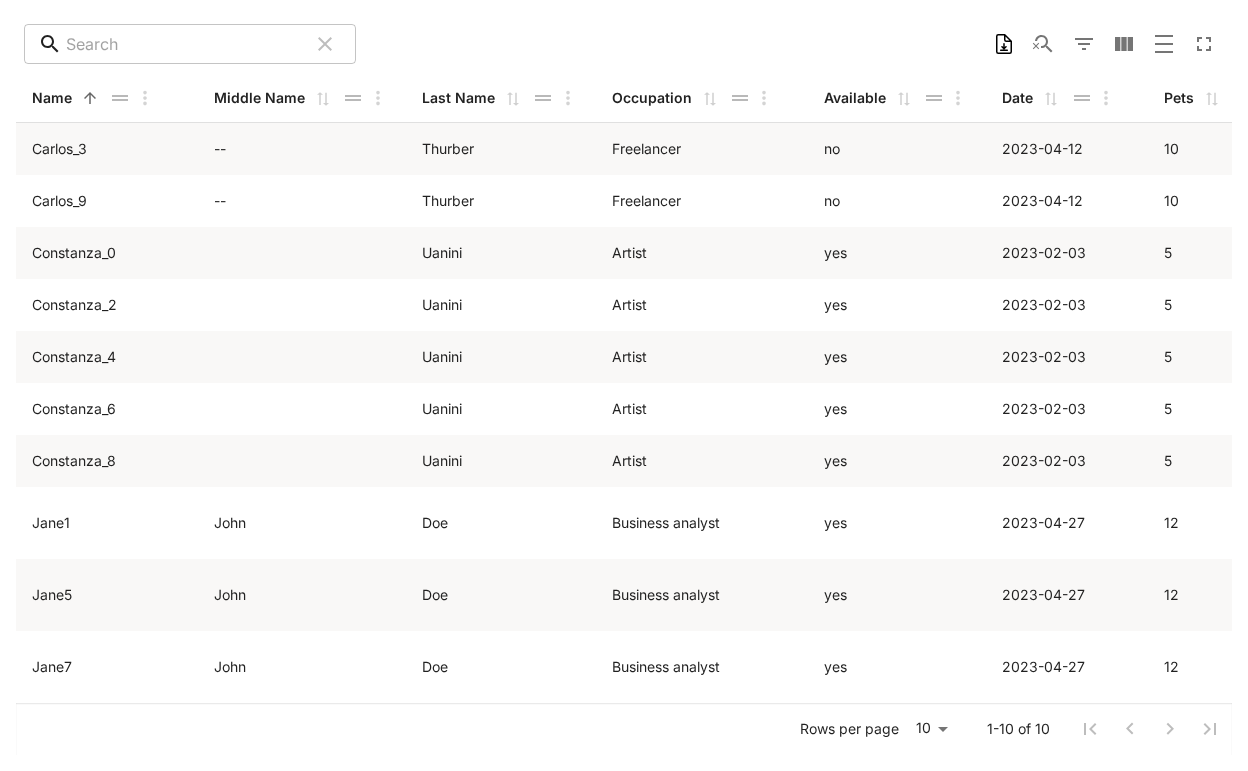 Search
Name Middle Name Last Name Occupation Available Date Pets
Carlos_3 -- Thurber Freelancer no 2023-04-12 10
Carlos_9 -- Thurber Freelancer no 2023-04-12 10
Constanza_0 Uanini Artist yes 2023-02-03 5
Constanza_2 Uanini Artist yes 2023-02-03 5
Constanza_4 Uanini Artist yes 2023-02-03 5
Constanza_6 Uanini Artist yes 2023-02-03 5
Constanza_8 Uanini Artist yes 2023-02-03 5
Jane1 John Doe Business analyst yes 2023-04-27 12
Jane5 John Doe Business analyst yes 2023-04-27 12
Jane7 John Doe Business analyst yes 2023-04-27 12
Rows per page 10 1-10 of 10